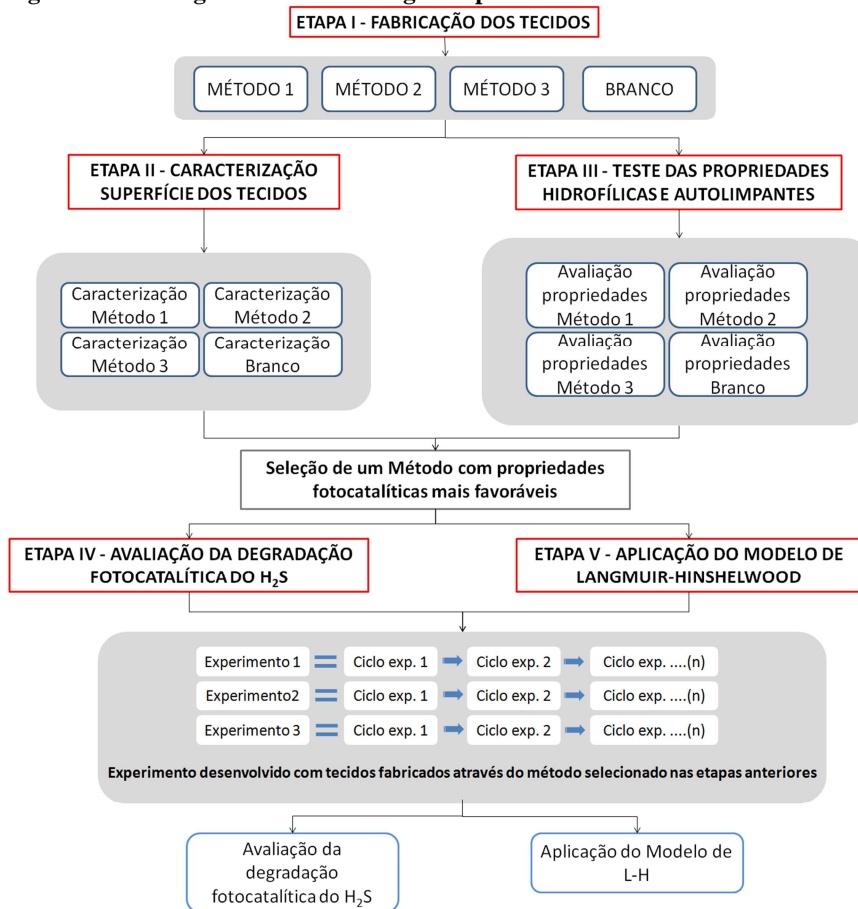 ETAPA I - FABRICAÇÃO DOS TECIDOS
MÉTODO 1
MÉTODO 2
MÉTODO 3
BRANCO
ETAPA II - CARACTERIZAÇÃO
SUPERFÍCIE DOS TECIDOS
ETAPA III - TESTE DAS PROPRIEDADES
HIDROFÍLICAS E AUTOLIMPANTES
Caracterização
Método 1
Caracterização
Método 2
Caracterização
Método 3
Caracterização
Branco
Avaliação
propriedades
Método 1
Avaliação
propriedades
Método 2
Avaliação
propriedades
Método 3
Avaliação
propriedades
Branco
Seleção de um Método com propriedades
fotocatalíticas mais favoráveis
ETAPA IV - AVALIAÇÃO DA DEGRADAÇÃO
FOTOCATALÍTICA DO H₂S
ETAPA V - APLICAÇÃO DO MODELO DE
LANGMUIR-HINSHELWOOD
Experimento 1 = Ciclo exp. 1 Ciclo exp. 2 Ciclo exp. ....(n)
Experimento2 = Ciclo exp. 1 Ciclo exp. 2 Ciclo exp. ....(n)
Experimento 3 = Ciclo exp. 1 Ciclo exp. 2 Ciclo exp. ....(n)
Experimento desenvolvido com tecidos fabricados através do método selecionado nas etapas anteriores
Avaliação da
degradação
fotocatalítica do H₂S
Aplicação do Modelo de
L-H